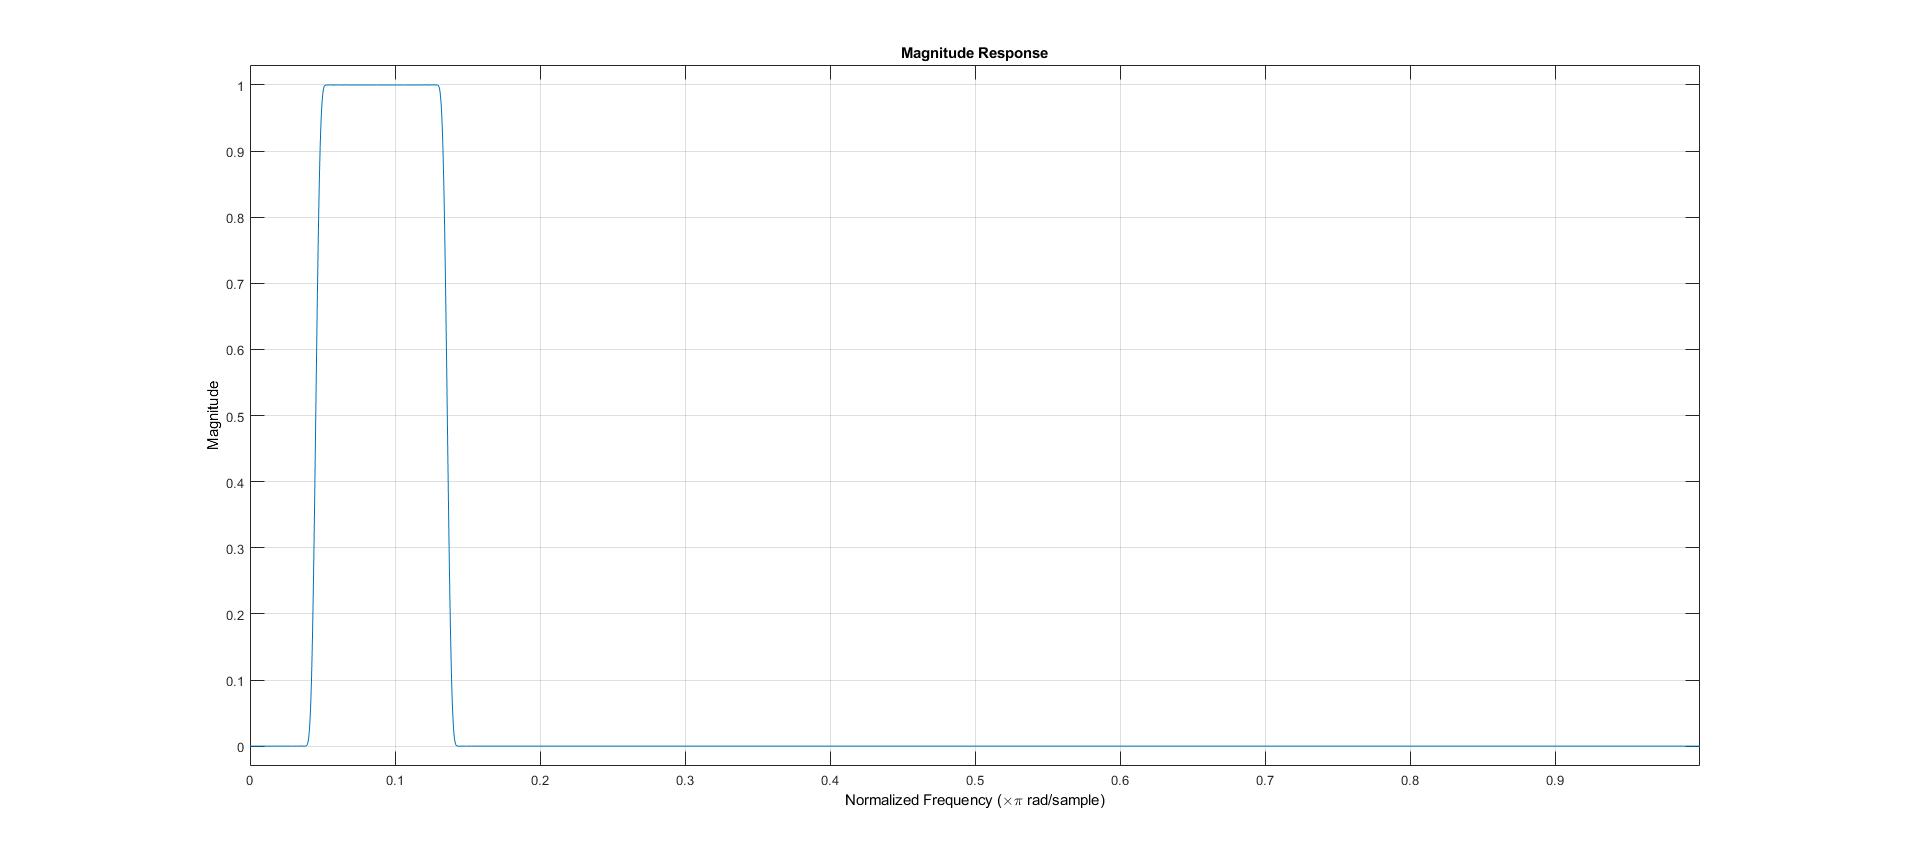 Magnitude Response
1
0.9
0.8
0.7
0.6
0.5
0.4
0.3
0.2
0.1
0
Magnitude
0 0.1 0.2 0.3 0.4 0.5 0.6 0.7 0.8 0.9
Normalized Frequency (×π rad/sample)